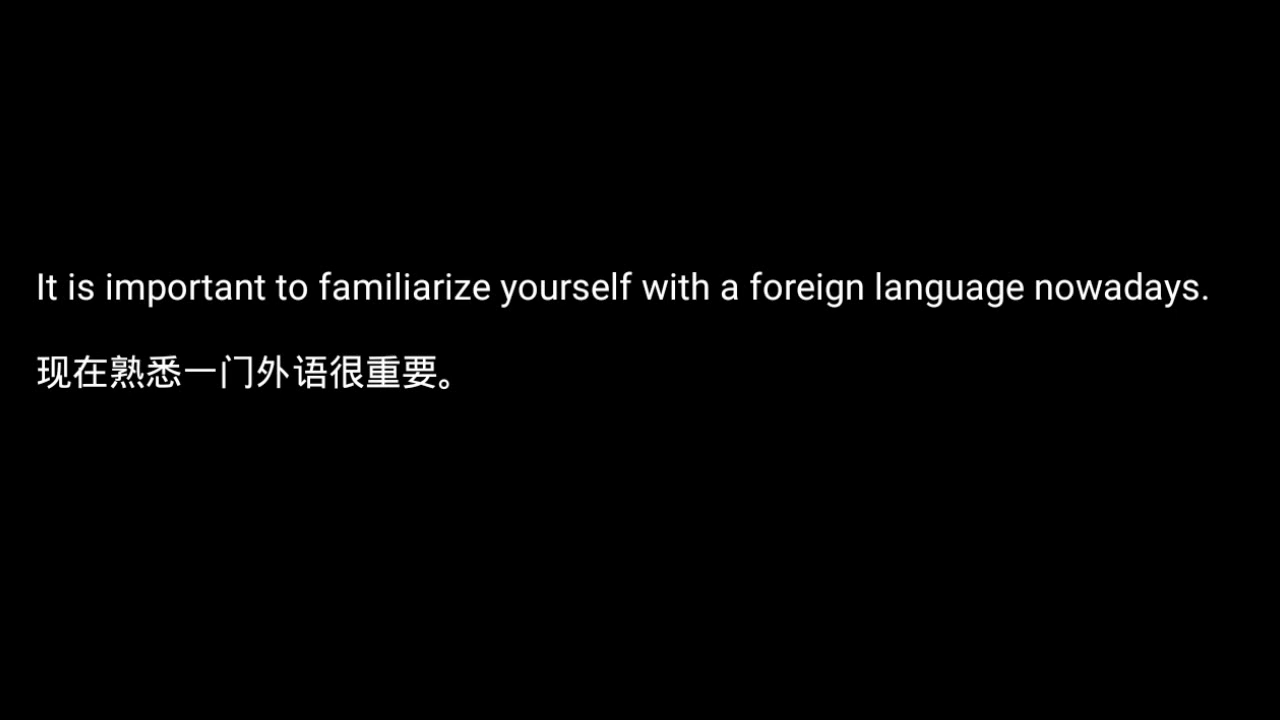 It is important to familiarize yourself with a foreign language nowadays.
现在熟悉一门外语很重要。